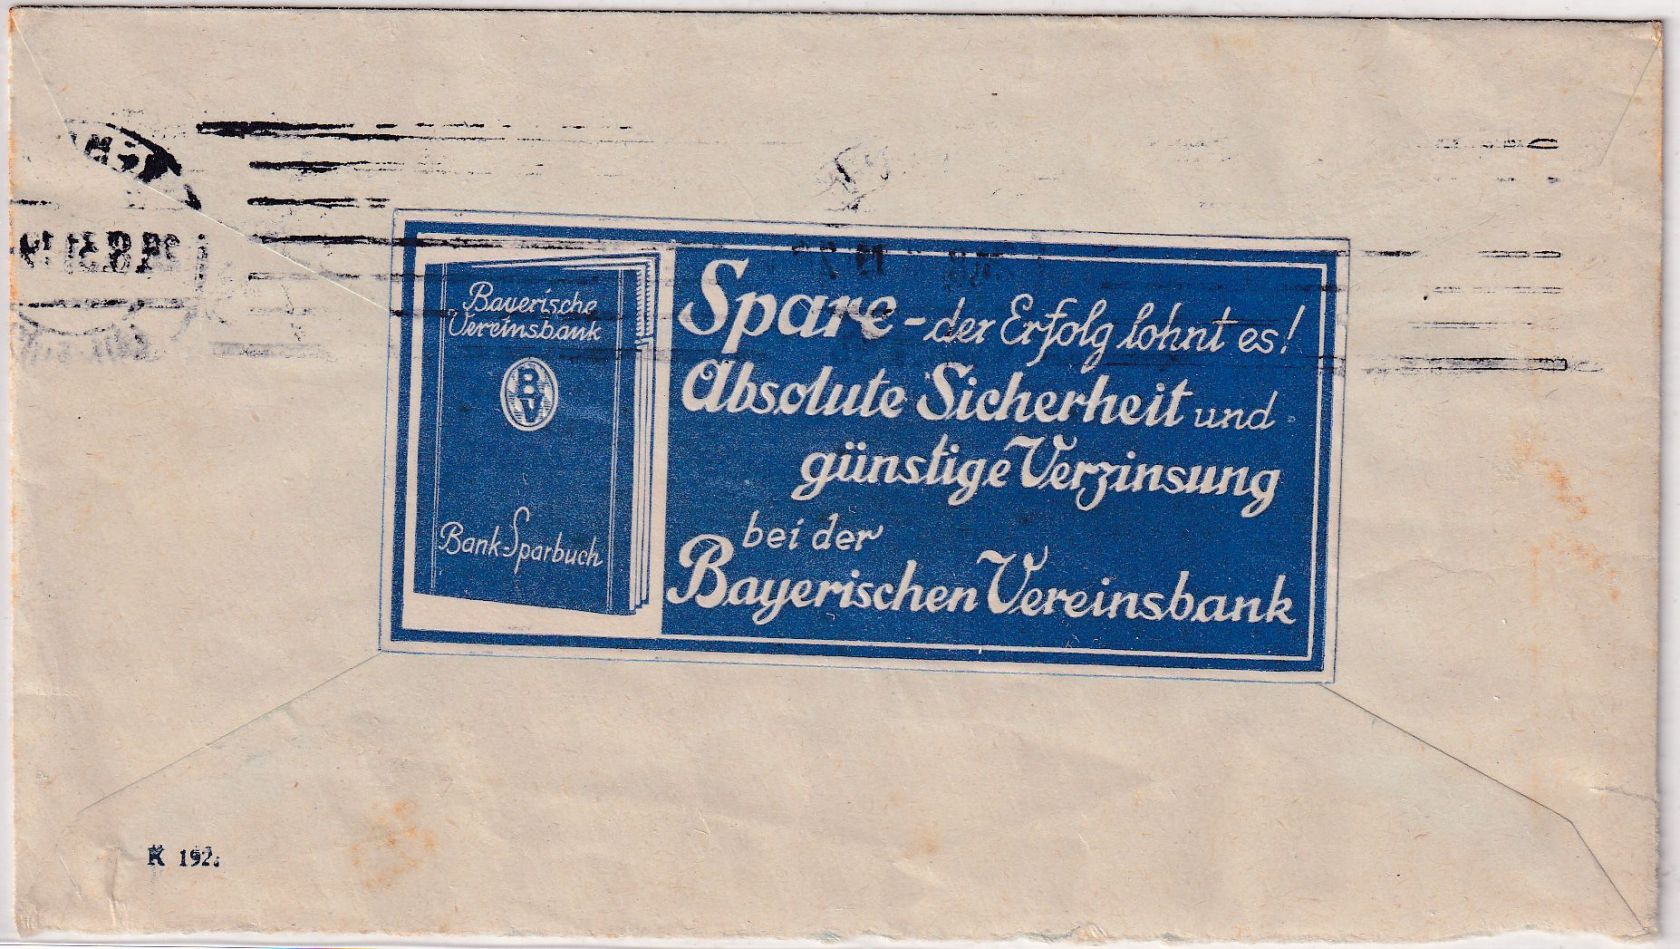 Bayerische
Vereinsbank
BV
Bank-Sparbuch
Spare - der Erfolg lohnt es!
Absolute Sicherheit und
günstige Verzinsung
bei der
Bayerischen Vereinsbank
K 192